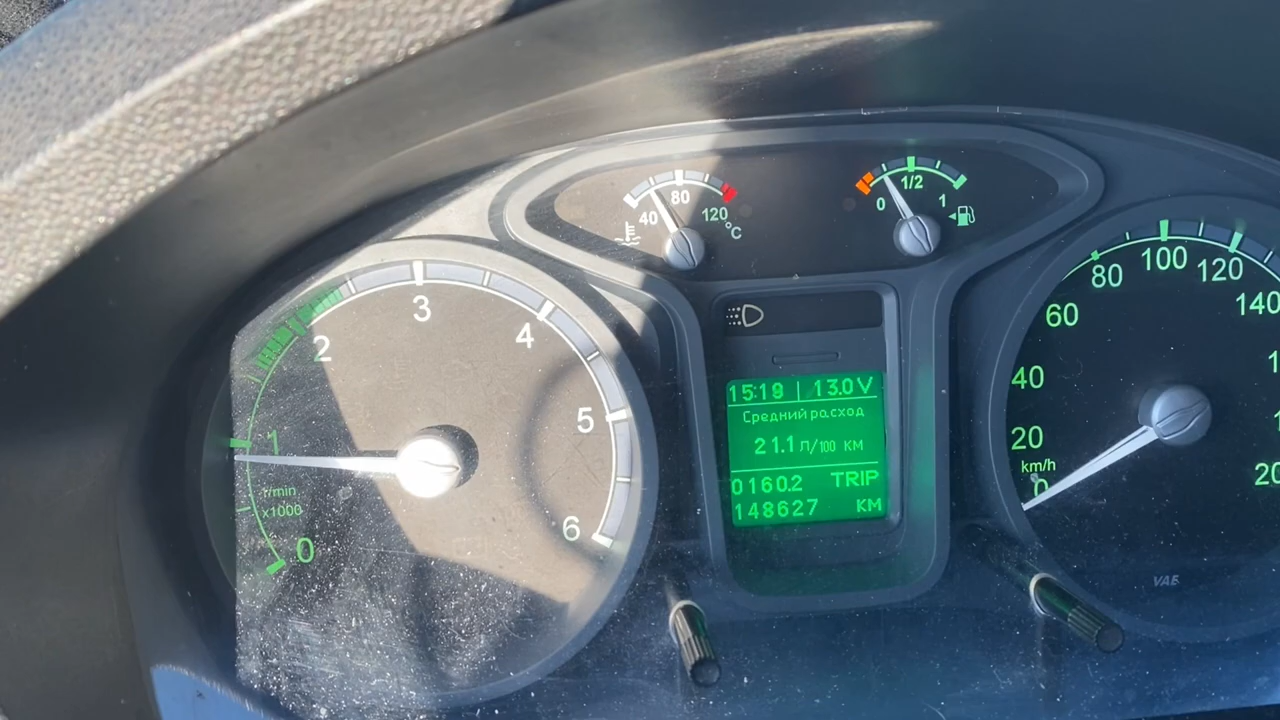 40
80
120
°C
0
1/2
1
0
1
2
3
4
5
6
r/min
x1000
15:19 | 13.0 V
Средний расход
21.1 л/100 км
0160.2 TRIP
148627 КМ
0
20
40
60
80
100
120
140
km/h